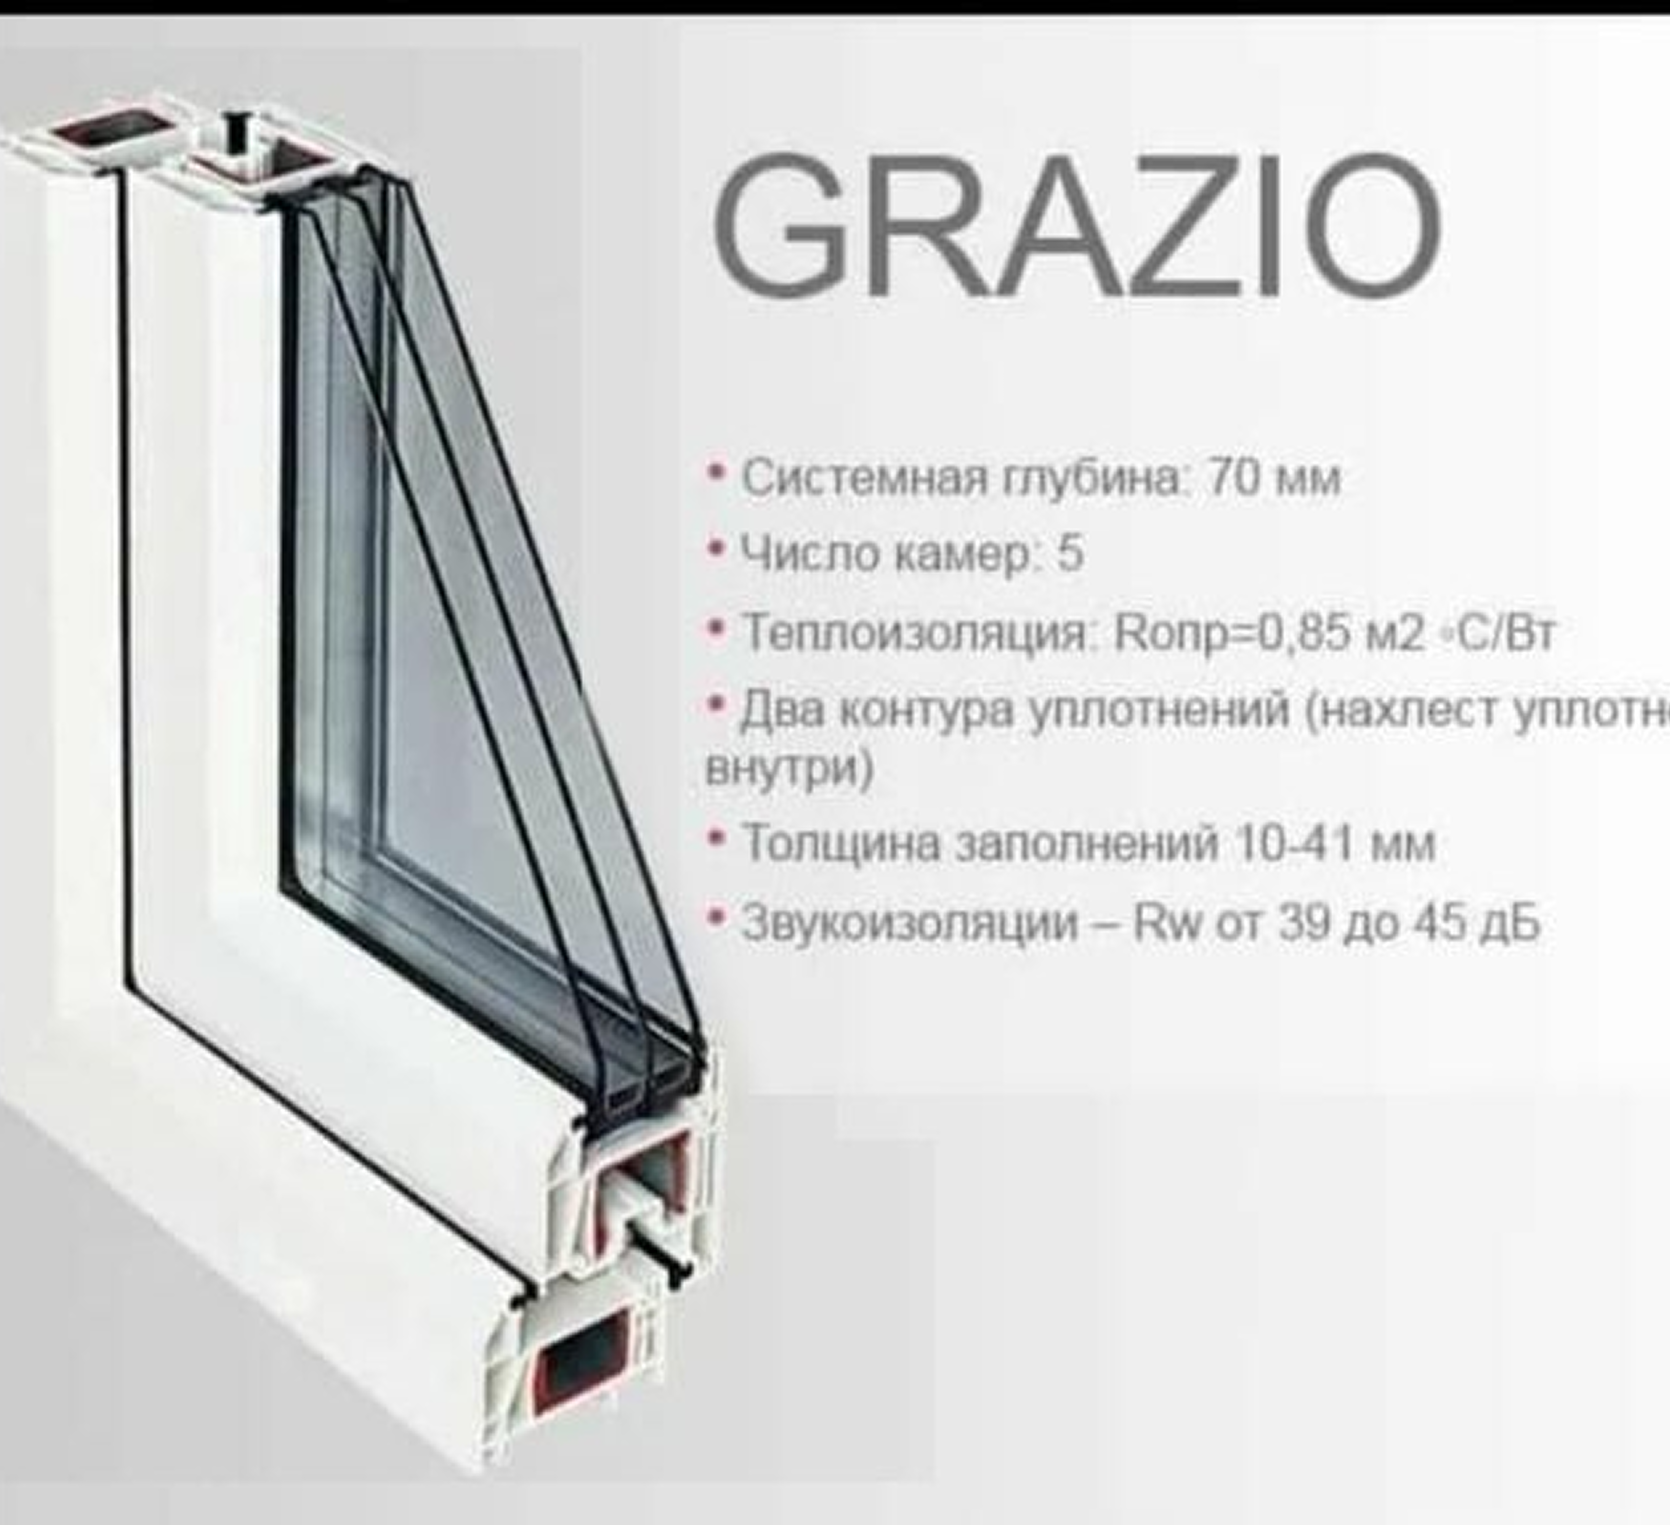 GRAZIO
• Системная глубина: 70 мм
• Число камер: 5
• Теплоизоляция: Rопр=0,85 м2 ◦С/Вт
• Два контура уплотнений (нахлест
внутри)
• Толщина заполнений 10-41 мм
• Звукоизоляции – Rw от 39 до 45 дБ